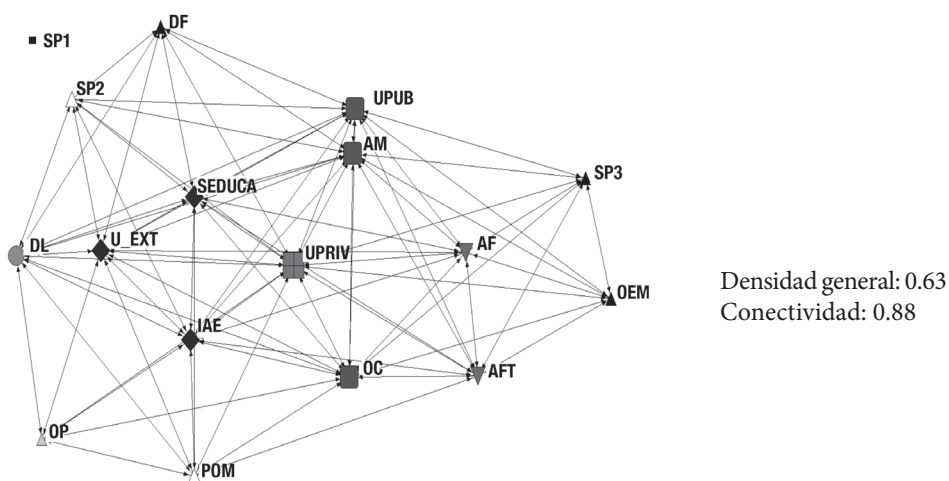 DF
SP1
SP2
UPUB
AM
SP3
SEDUCA
DL
U_EXT
UPRIV
AF
OEM
IAE
OC
AFT
OP
POM
Densidad general: 0.63
Conectividad: 0.88